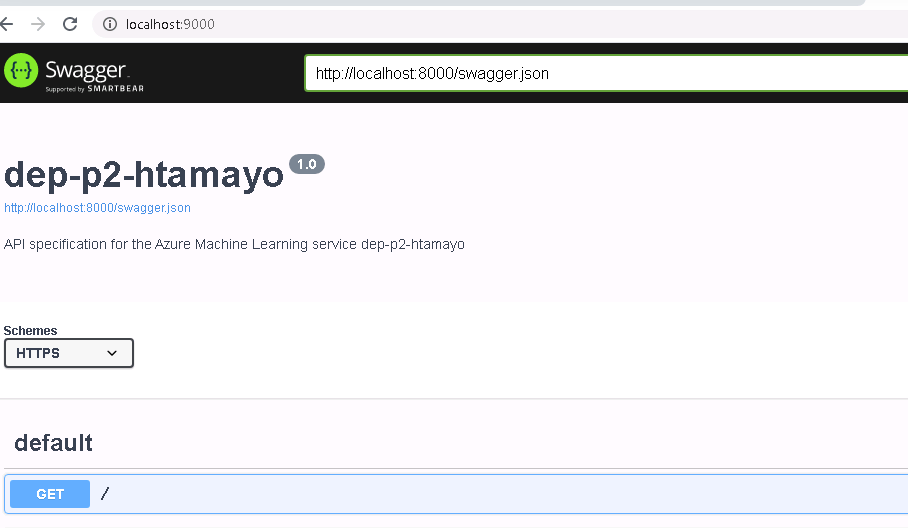 localhost:9000
{···} Swagger
Supported by SMARTBEAR
http://localhost:8000/swagger.json
dep-p2-htamayo 1.0
http://localhost:8000/swagger.json
API specification for the Azure Machine Learning service dep-p2-htamayo
Schemes
HTTPS
default
GET /